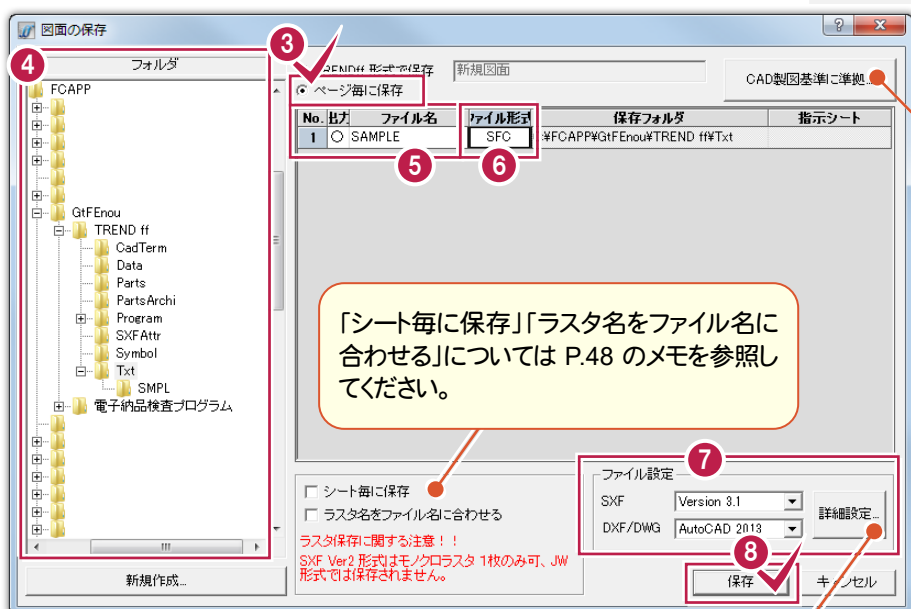 図面の保存
3
4
フォルダ
TRENDff 形式で保存
新規図面
CAD製図基準に準拠...
ページ毎に保存
No. 出力 ファイル名 ファイル形式 保存フォルダ 指示シート
1 ○ SAMPLE SFC ¥FCAPP¥GtFEnou¥TREND ff¥Txt
5
6
FCAPP
GtFEnou
TREND ff
CadTerm
Data
Parts
PartsArchi
Program
SXFAttr
Symbol
Txt
SMPL
電子納品検査プログラム
「シート毎に保存」「ラスタ名をファイル名に
合わせる」については P.48 のメモを参照し
てください。
7
シート毎に保存
ラスタ名をファイル名に合わせる
ラスタ保存に関する注意！！
SXF Ver2 形式はモノクロラスタ 1枚のみ可、JW
形式では保存されません。
ファイル設定
SXF Version 3.1
DXF/DWG AutoCAD 2013
詳細設定...
8
新規作成...
保存
キャンセル